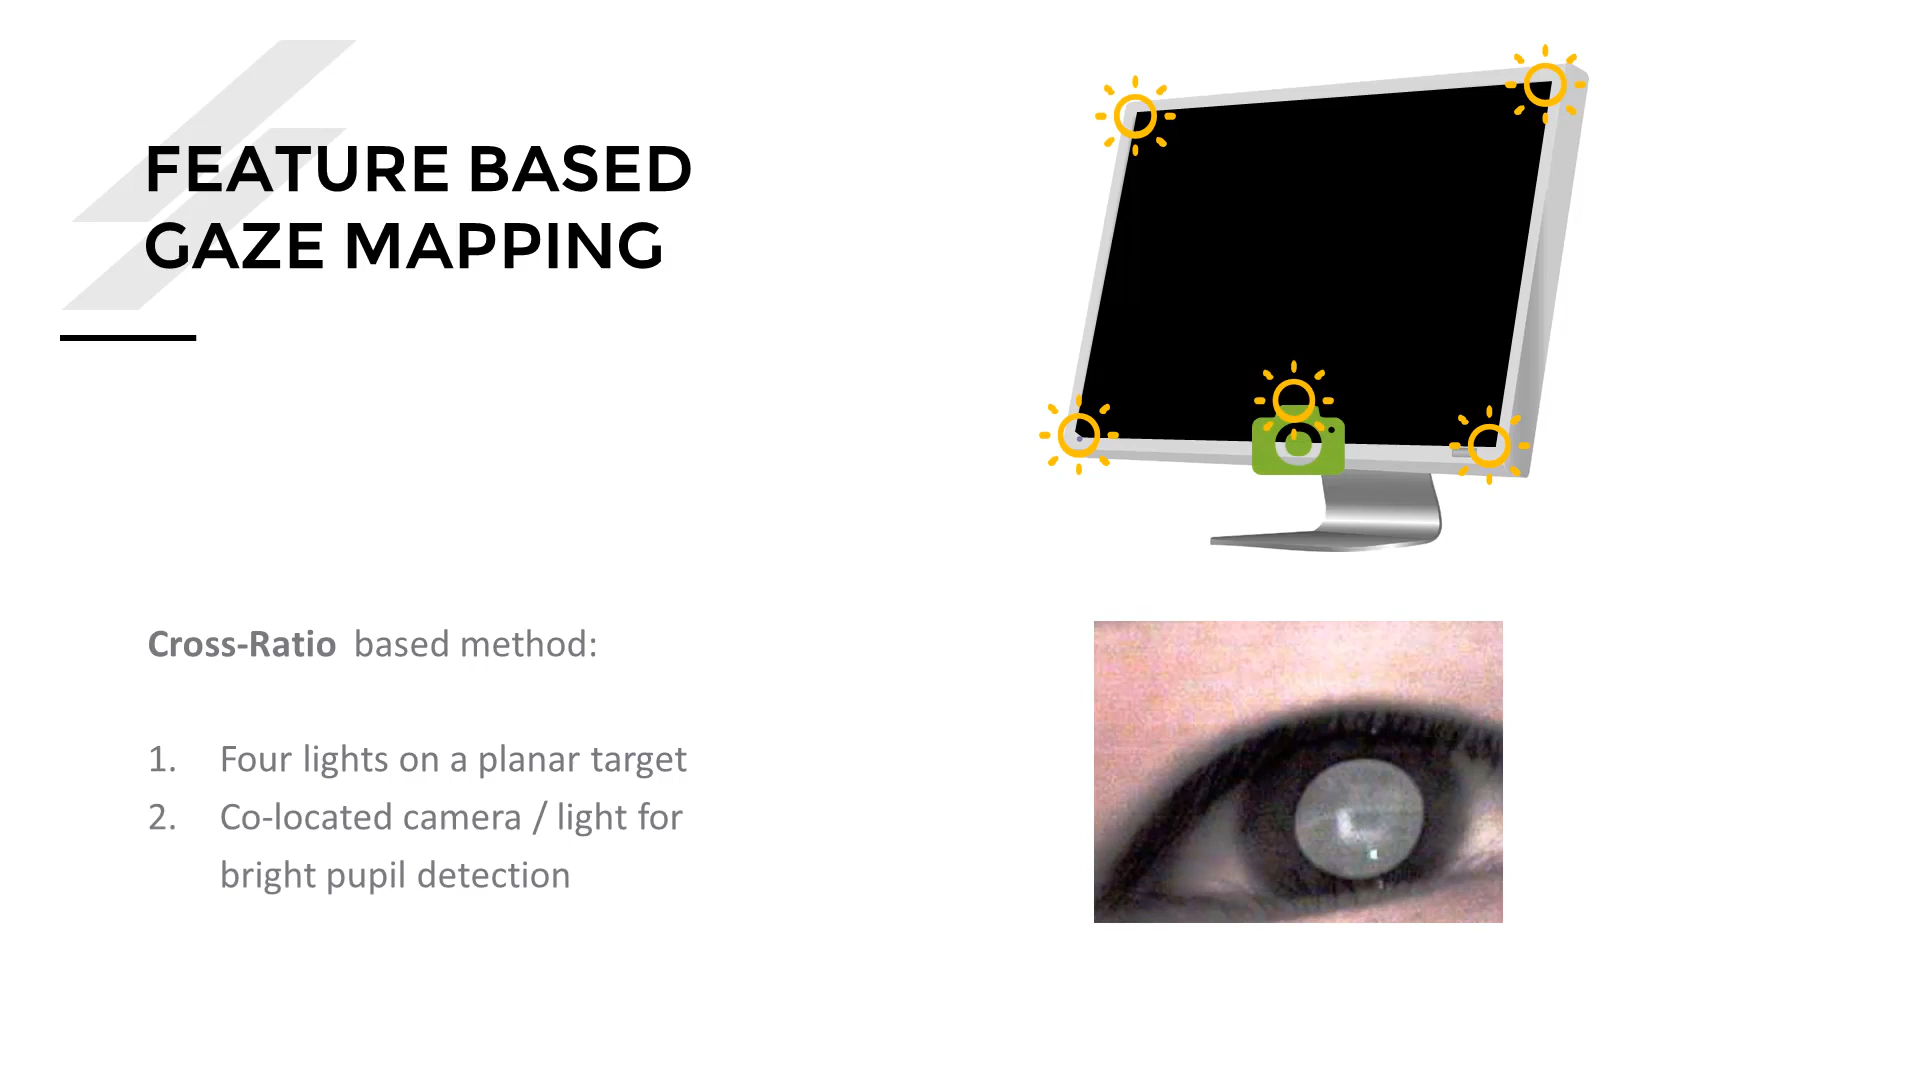 FEATURE BASED
GAZE MAPPING
Cross-Ratio based method:
1. Four lights on a planar target
2. Co-located camera / light for
bright pupil detection